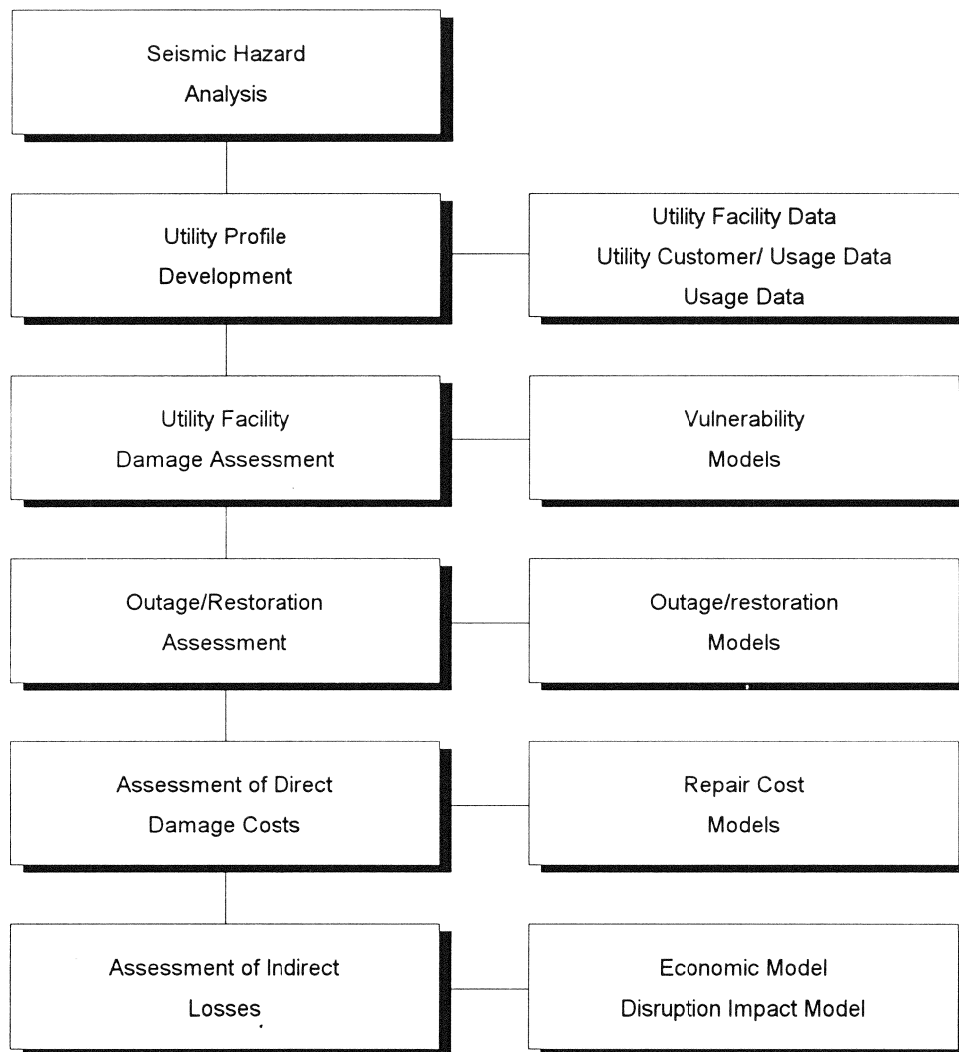 Seismic Hazard
Analysis
Utility Profile
Development
Utility Facility Data
Utility Customer/ Usage Data
Usage Data
Utility Facility
Damage Assessment
Vulnerability
Models
Outage/Restoration
Assessment
Outage/restoration
Models
Assessment of Direct
Damage Costs
Repair Cost
Models
Assessment of Indirect
Losses
Economic Model
Disruption Impact Model